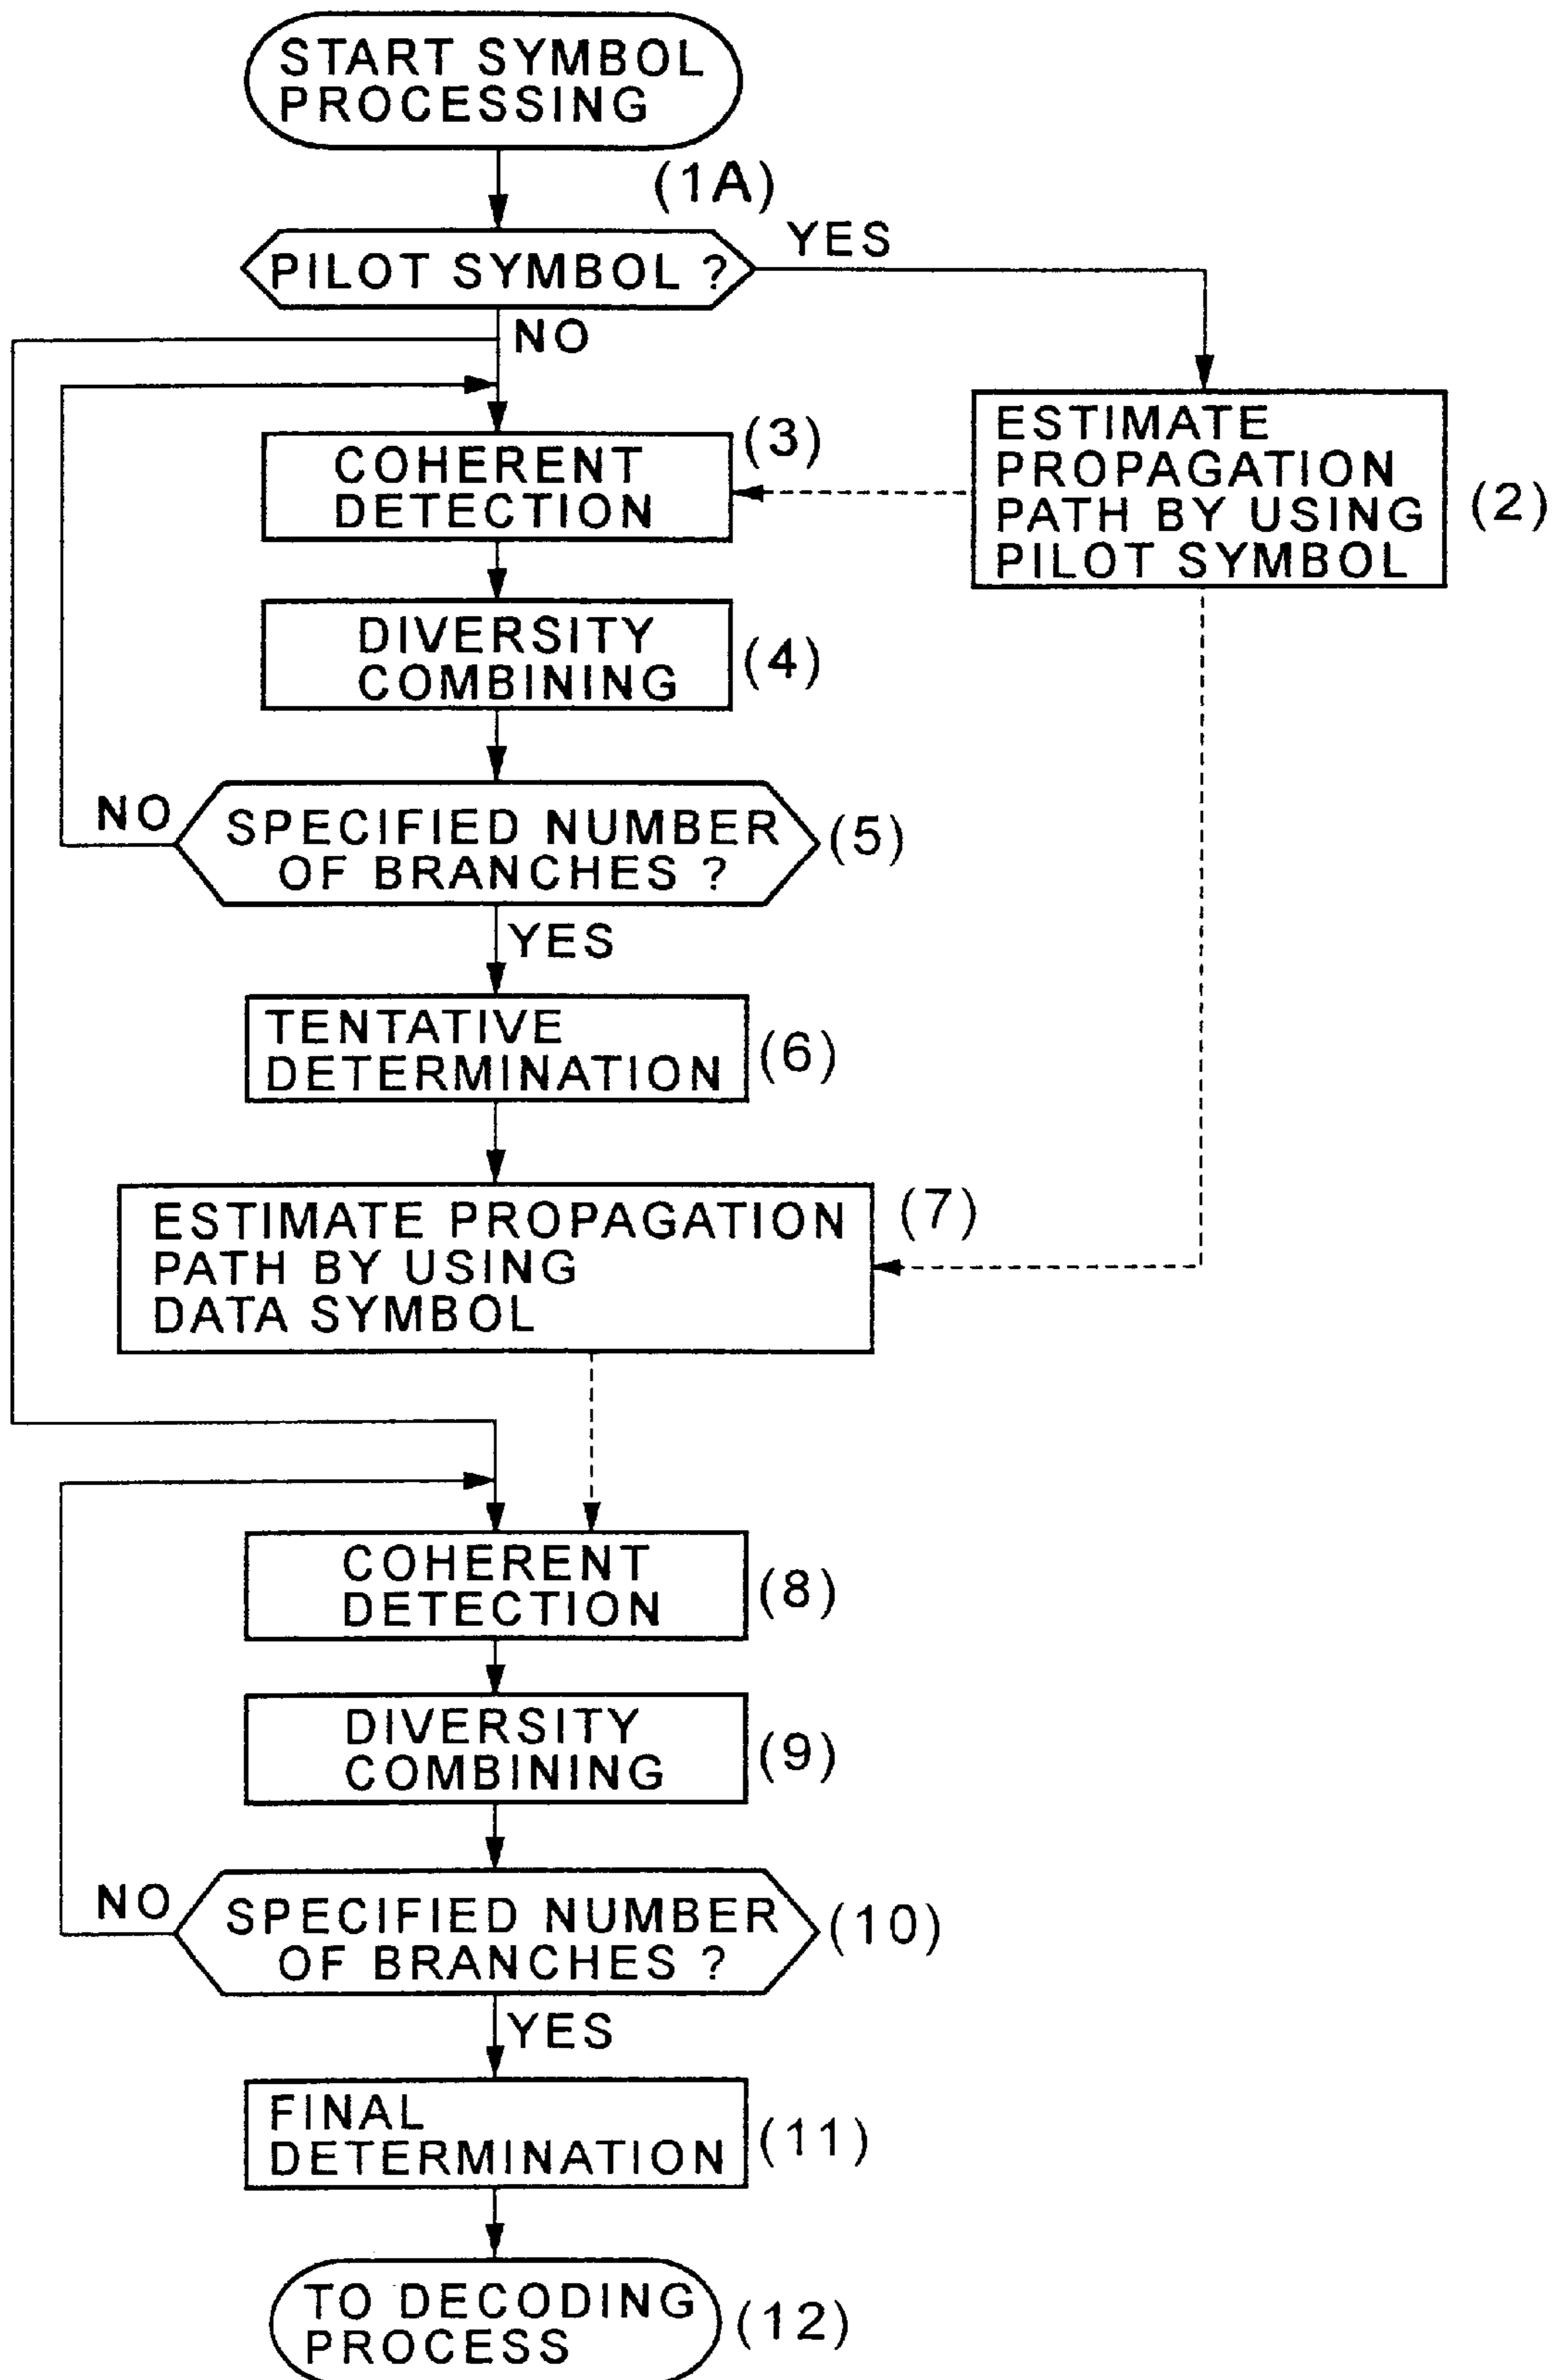 START SYMBOL
PROCESSING
(1A)
PILOT SYMBOL ?
YES
NO
ESTIMATE
PROPAGATION
PATH BY USING
PILOT SYMBOL
(2)
COHERENT
DETECTION
(3)
DIVERSITY
COMBINING
(4)
SPECIFIED NUMBER
OF BRANCHES ?
(5)
NO
YES
TENTATIVE
DETERMINATION
(6)
ESTIMATE PROPAGATION
PATH BY USING
DATA SYMBOL
(7)
COHERENT
DETECTION
(8)
DIVERSITY
COMBINING
(9)
SPECIFIED NUMBER
OF BRANCHES ?
(10)
NO
YES
FINAL
DETERMINATION
(11)
TO DECODING
PROCESS
(12)